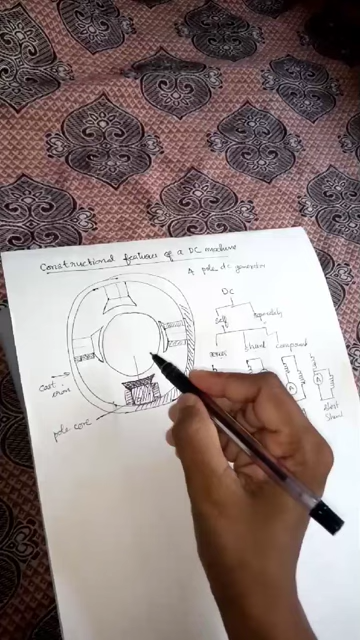 Constructional features of a DC machine
4 pole dc generator
DC
self seperately
series shunt compound
A A
short
shunt
Cast
iron
pole core